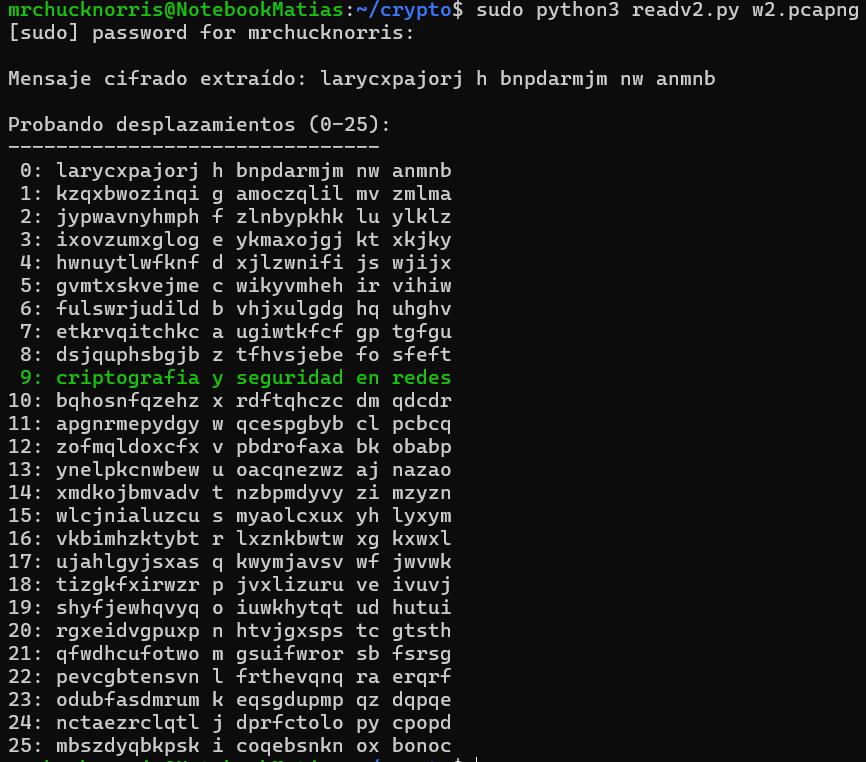 mrchucknorris@NotebookMatias:~/crypto$ sudo python3 readv2.py w2.pcapng
[sudo] password for mrchucknorris:
Mensaje cifrado extraído: larycxpajorj h bnpdarmjm nw anmnb
Probando desplazamientos (0-25):
--------------------------------
0: larycxpajorj h bnpdarmjm nw anmnb
1: kzqxbwozinqi g amoczqlil mv zmlma
2: jypwavnyhmph f zlnbypkhk lu ylklz
3: ixovzumxglog e ykmaxojgj kt xkjky
4: hwnuytlwfknf d xjlzwnifi js wjijx
5: gvmtxskvejme c wikyvmheh ir vihiw
6: fulswrjudild b vhjxulgdg hq uhghv
7: etkrvqitchkc a ugiwtkfcf gp tgfgu
8: dsjquphsbgjb z tfhvsjebe fo sfeft
9: criptografia y seguridad en redes
10: bqhosnfqzehz x rdftqhczc dm qdcdr
11: apgnrmepydgy w qcespgbyb cl pcbcq
12: zofmqldoxcfx v pbdrofaxa bk obabp
13: ynelpkcnwbew u oacqnezwz aj nazao
14: xmdkojbmvadv t nzbpmdyvy zi mzyzn
15: wlcjnialuzcu s myaolcxux yh lyxym
16: vkbimhzktybt r lxznkbwtw xg kxwxl
17: ujahlgyjsxas q kwymjavsv wf jwvwk
18: tizgkfxirwzr p jvxlizuru ve ivuvj
19: shyfjewhqvyq o iuwkhytqt ud hutui
20: rgxeidvgpuxp n htvjgxsps tc gtsth
21: qfwdhcufotwo m gsuifwror sb fsrsg
22: pevcgbtensvn l frthevqnq ra erqrf
23: odubfasdmrum k eqsgdupmp qz dqpqe
24: nctaezrclqtl j dprfctolo py cpopd
25: mbszdyqbkpsk i coqebsnkn ox bonoc